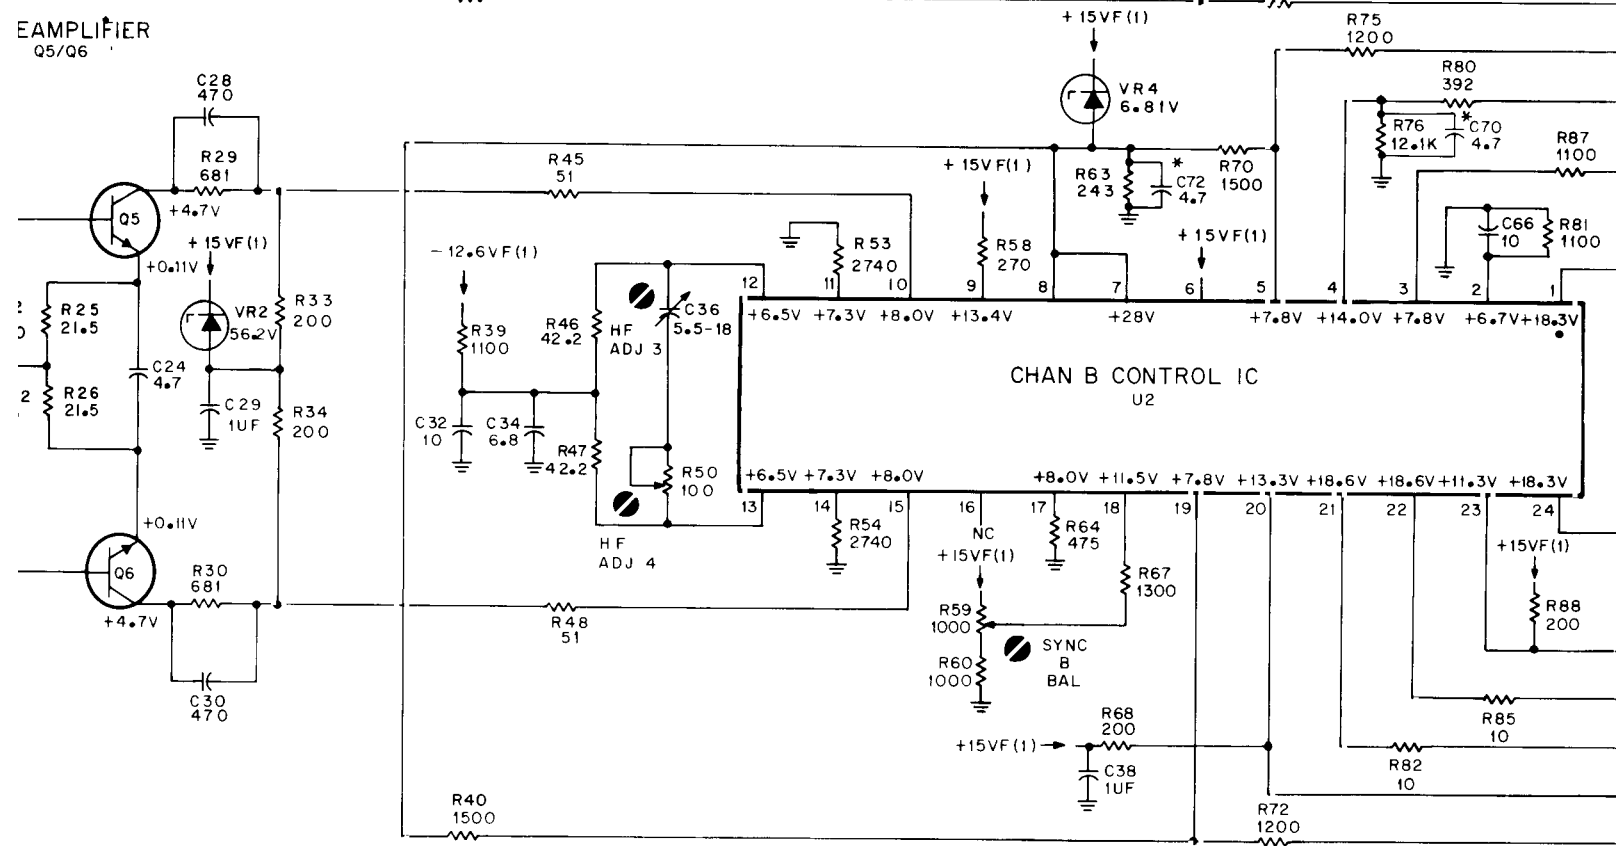 EAMPLIFIER
Q5/Q6
C28
470
R29
681
Q5
+4.7V
+15VF(1)
+0.11V
R25
21.5
VR2
56.2V
R33
200
C24
4.7
2
R26
21.5
C29
1UF
R34
200
+0.11V
Q6
R30
681
+4.7V
C30
470
R45
51
-12.6VF(1)
R39
1100
R46
42.2
HF
ADJ 3
C36
5.5-18
C32
10
C34
6.8
R47
42.2
R50
100
HF
ADJ 4
R48
51
R40
1500
+15VF(1)
VR4
6.81V
R63
243
*
C72
4.7
R70
1500
R75
1200
R80
392
R76
12.1K
*
C70
4.7
R87
1100
R53
2740
+15VF(1)
R58
270
+15VF(1)
C66
10
R81
1100
12 11 10 9 8 7 6 5 4 3 2 1
+6.5V +7.3V +8.0V +13.4V +28V +7.8V +14.0V +7.8V +6.7V +18.3V
CHAN B CONTROL IC
U2
+6.5V +7.3V +8.0V +8.0V +11.5V +7.8V +13.3V +18.6V +18.6V +11.3V +18.3V
13 14 15 16 17 18 19 20 21 22 23 24
R54
2740
NC
+15VF(1)
R64
475
R67
1300
R59
1000
R60
1000
SYNC
B
BAL
+15VF(1)
R88
200
R68
200
+15VF(1)
C38
1UF
R85
10
R82
10
R72
1200